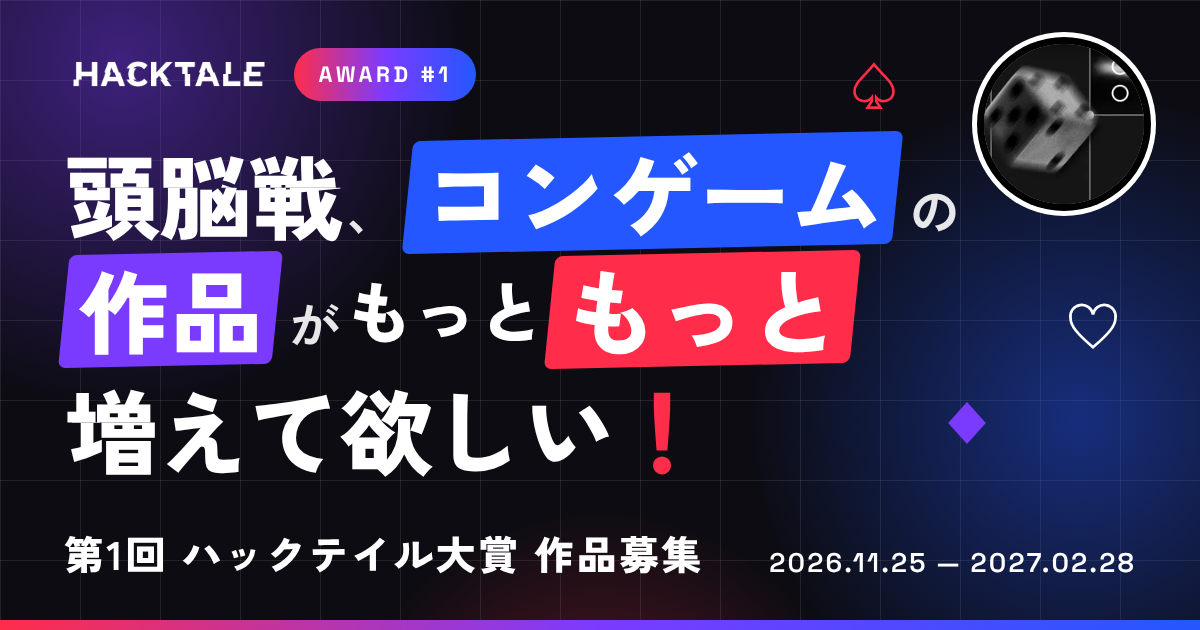 HACKTALE
AWARD #1
頭脳戦、コンゲームの
作品がもっともっと
増えて欲しい！
第1回 ハックテイル大賞 作品募集
2026.11.25 — 2027.02.28